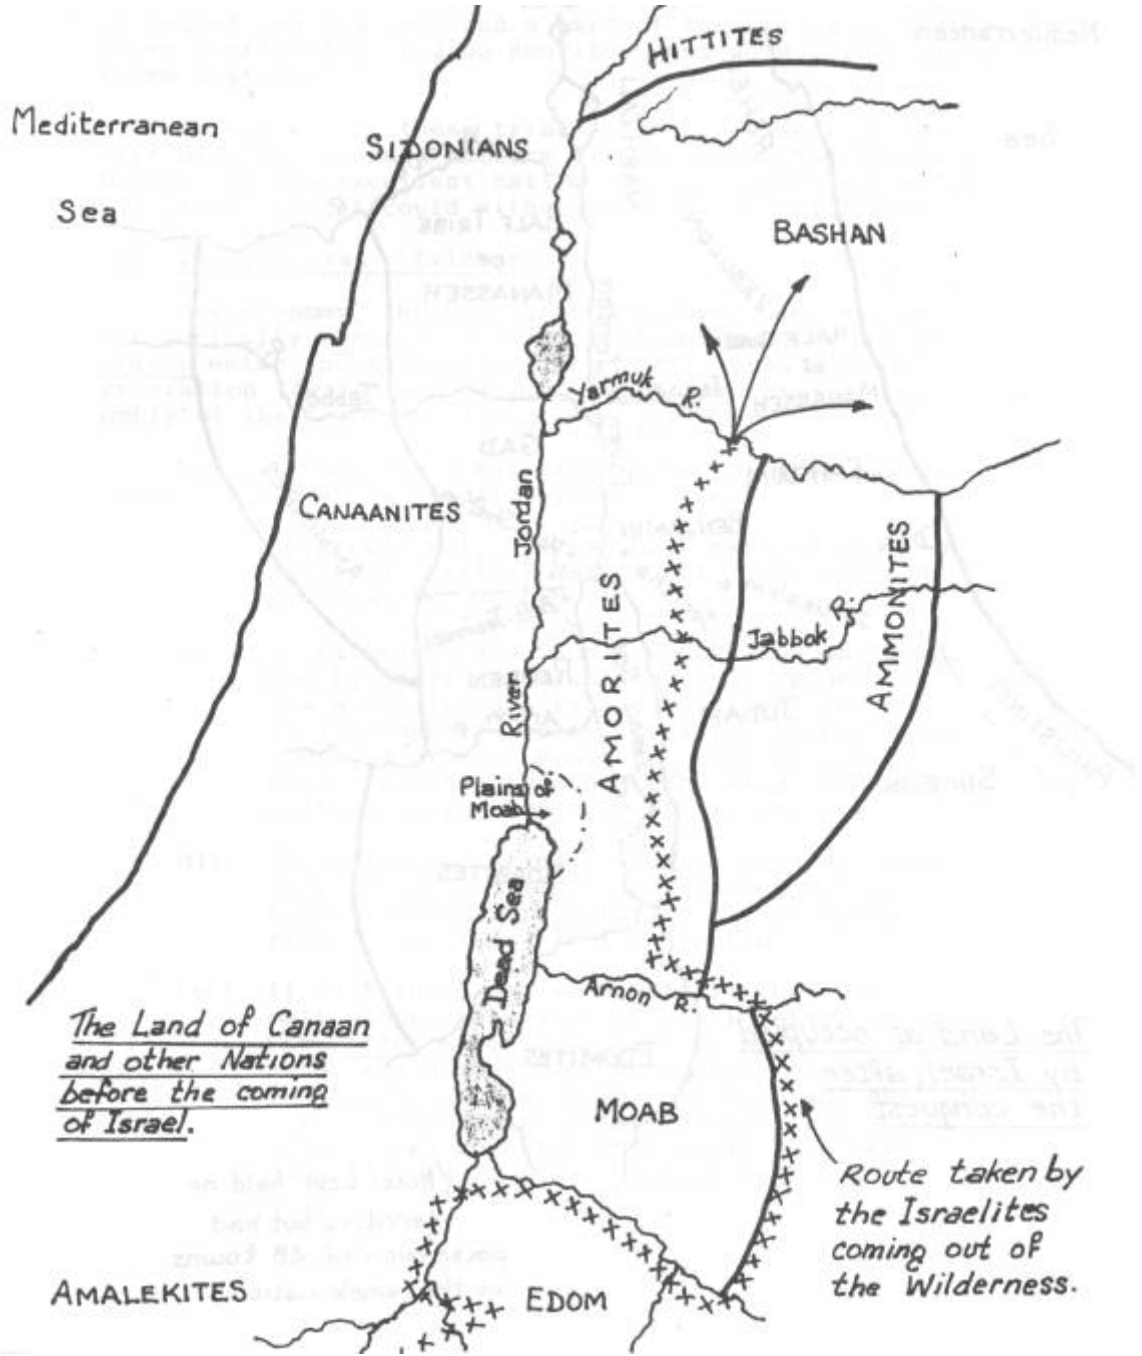 HITTITES
Mediterranean
Sea
SIDONIANS
BASHAN
Yarmuk R.
CANAANITES
River Jordan
AMORITES
AMMONITES
Jabbok R.
Plains of
Moab
Dead Sea
Arnon R.
The Land of Canaan
and other Nations
before the coming
of Israel.
MOAB
Route taken by
the Israelites
coming out of
the Wilderness.
AMALEKITES
EDOM